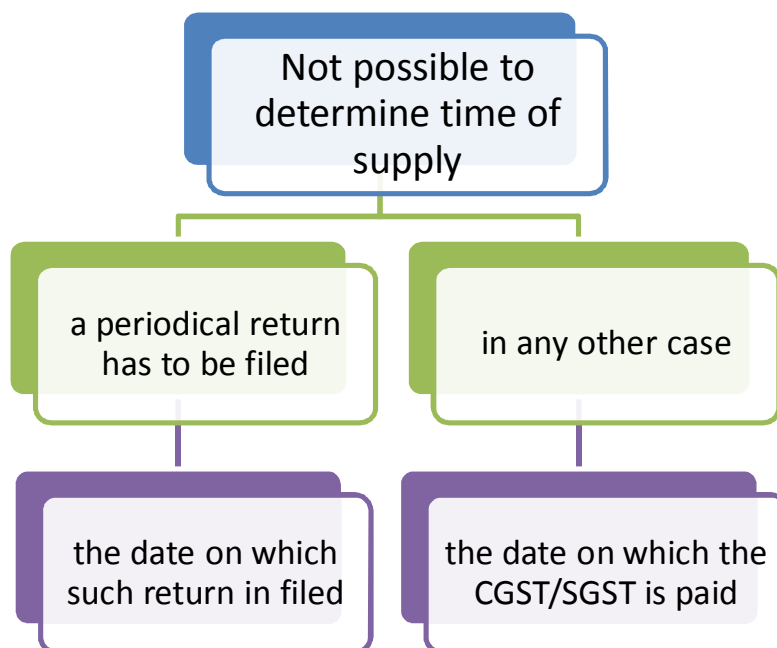 Not possible to
determine time of
supply
a periodical return
has to be filed
in any other case
the date on which
such return in filed
the date on which the
CGST/SGST is paid